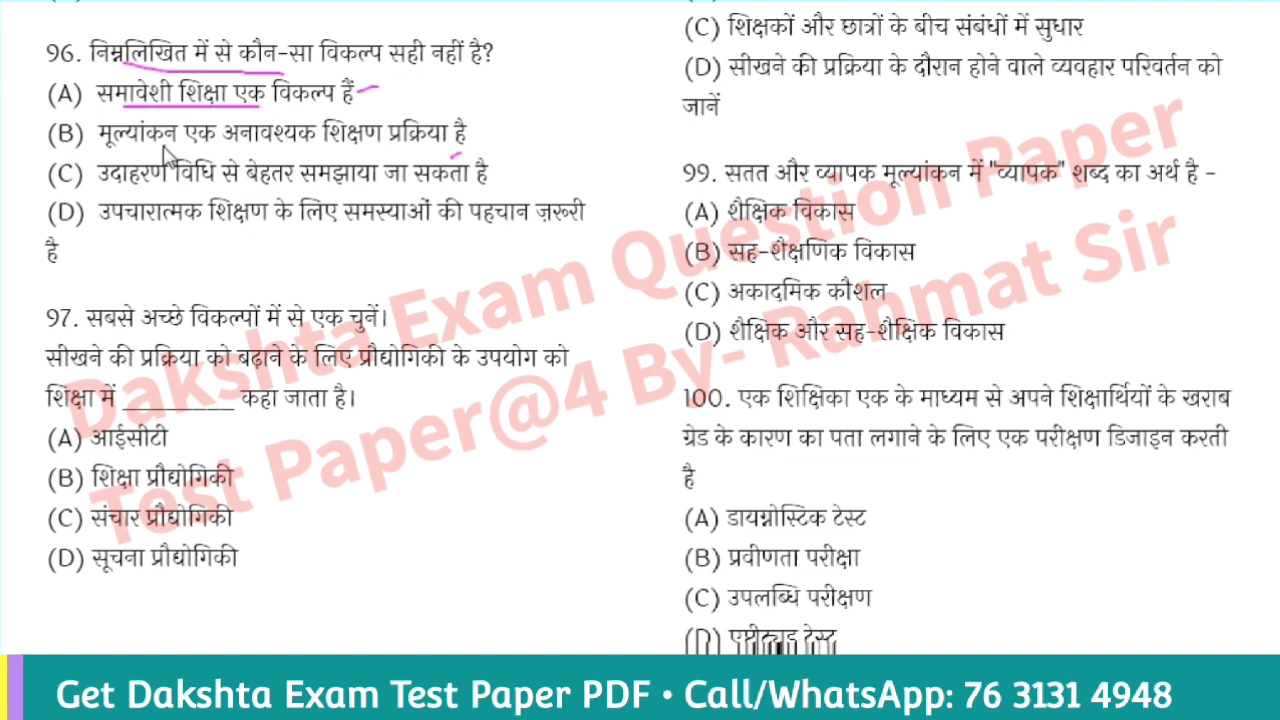 96. निम्नलिखित में से कौन-सा विकल्प सही नहीं है?
(A) समावेशी शिक्षा एक विकल्प हैं
(B) मूल्यांकन एक अनावश्यक शिक्षण प्रक्रिया है
(C) उदाहरण विधि से बेहतर समझाया जा सकता है
(D) उपचारात्मक शिक्षण के लिए समस्याओं की पहचान ज़रूरी
है
97. सबसे अच्छे विकल्पों में से एक चुनें।
सीखने की प्रक्रिया को बढ़ाने के लिए प्रौद्योगिकी के उपयोग को
शिक्षा में _________ कहा जाता है।
(A) आईसीटी
(B) शिक्षा प्रौद्योगिकी
(C) संचार प्रौद्योगिकी
(D) सूचना प्रौद्योगिकी
(C) शिक्षकों और छात्रों के बीच संबंधों में सुधार
(D) सीखने की प्रक्रिया के दौरान होने वाले व्यवहार परिवर्तन को
जानें
99. सतत और व्यापक मूल्यांकन में "व्यापक" शब्द का अर्थ है -
(A) शैक्षिक विकास
(B) सह-शैक्षणिक विकास
(C) अकादमिक कौशल
(D) शैक्षिक और सह-शैक्षिक विकास
100. एक शिक्षिका एक के माध्यम से अपने शिक्षार्थियों के खराब
ग्रेड के कारण का पता लगाने के लिए एक परीक्षण डिजाइन करती
है
(A) डायग्नोस्टिक टेस्ट
(B) प्रवीणता परीक्षा
(C) उपलब्धि परीक्षण
(D) टेस्ट
Dakshta Exam Question Paper
Test Paper@4 By- Rahmat Sir
Get Dakshta Exam Test Paper PDF • Call/WhatsApp: 76 3131 4948